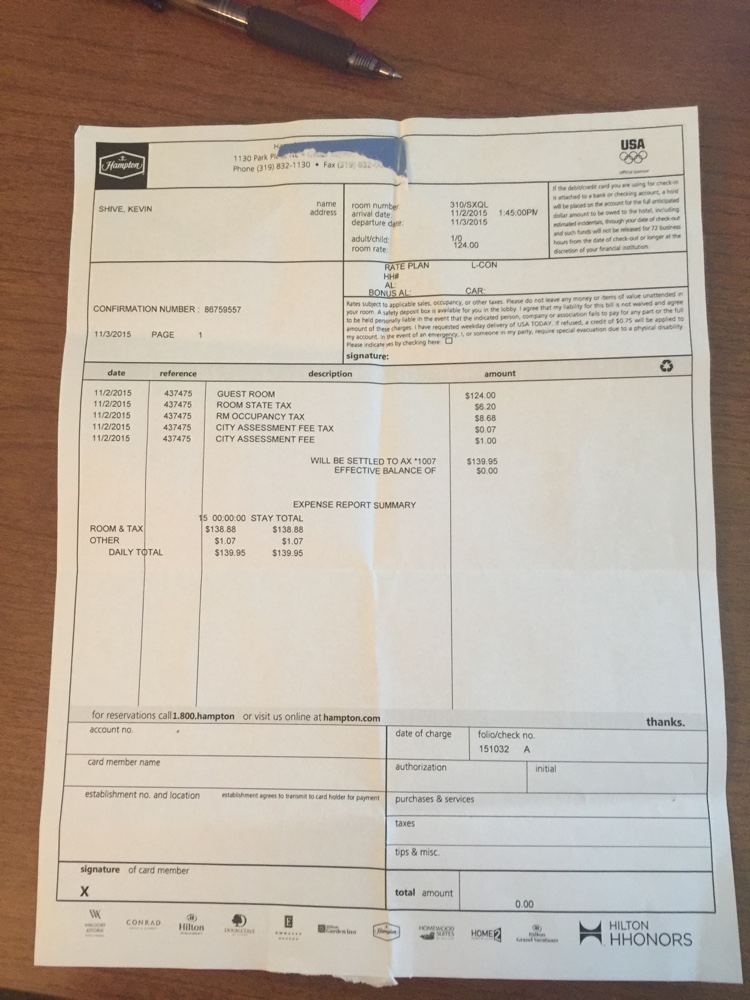 Hampton
1130 Park
Phone (319) 832-1130 • Fax
USA
official sponsor
If the debit/credit card you are using for check-in
is attached to a bank or checking account, a hold
will be placed on the account for the full anticipated
dollar amount to be owed to the hotel, including
estimated incidentals, through your date of check-out
and such funds will not be released for 72 business
hours from the date of check-out or longer at the
discretion of your financial institution.
SHIVE, KEVIN
name
address
room number: 310/SXQL
arrival date: 11/2/2015 1:45:00PM
departure date: 11/3/2015
adult/child: 1/0
room rate: 124.00
RATE PLAN L-CON
HH#
AL:
BONUS AL: CAR:
CONFIRMATION NUMBER : 86759557
11/3/2015 PAGE 1
Rates subject to applicable sales, occupancy, or other taxes. Please do not leave any money or items of value unattended in
your room. A safety deposit box is available for you in the lobby. I agree that my liability for this bill is not waived and agree
to be held personally liable in the event that the indicated person, company or association fails to pay for any part or the full
amount of these charges. I have requested weekday delivery of USA TODAY. If refused, a credit of $0.75 will be applied to
my account. In the event of an emergency, I, or someone in my party, require special evacuation due to a physical disability.
Please indicate yes by checking here:
signature:
date reference description amount
11/2/2015 437475 GUEST ROOM $124.00
11/2/2015 437475 ROOM STATE TAX $6.20
11/2/2015 437475 RM OCCUPANCY TAX $8.68
11/2/2015 437475 CITY ASSESSMENT FEE TAX $0.07
11/2/2015 437475 CITY ASSESSMENT FEE $1.00
WILL BE SETTLED TO AX *1007 $139.95
EFFECTIVE BALANCE OF $0.00
EXPENSE REPORT SUMMARY
15 00:00:00 STAY TOTAL
ROOM & TAX $138.88 $138.88
OTHER $1.07 $1.07
DAILY TOTAL $139.95 $139.95
for reservations call 1.800.hampton or visit us online at hampton.com thanks.
account no.
date of charge
folio/check no.
151032 A
card member name
authorization
initial
establishment no. and location establishment agrees to transmit to card holder for payment
purchases & services
taxes
tips & misc.
signature of card member
X
total amount
0.00
WALDORF ASTORIA
CONRAD
Hilton
DOUBLETREE
EMBASSY SUITES
Hilton Garden Inn
Hampton
HOMEWOOD SUITES
HOME2
Hilton Grand Vacations
HILTON HHONORS